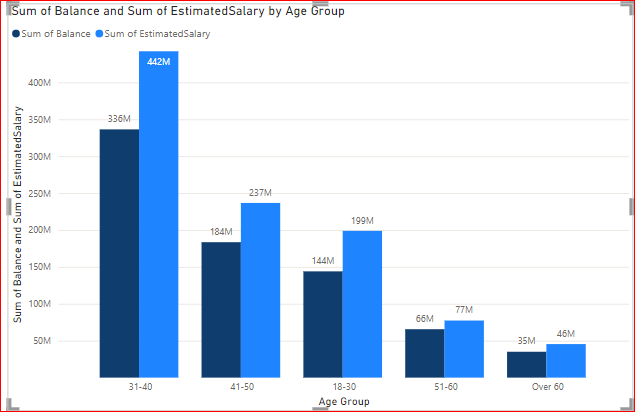 Sum of Balance and Sum of EstimatedSalary by Age Group
Sum of Balance Sum of EstimatedSalary
Sum of Balance and Sum of EstimatedSalary
400M
350M
300M
250M
200M
150M
100M
50M
336M
442M
184M
237M
144M
199M
66M
77M
35M
46M
31-40 41-50 18-30 51-60 Over 60
Age Group